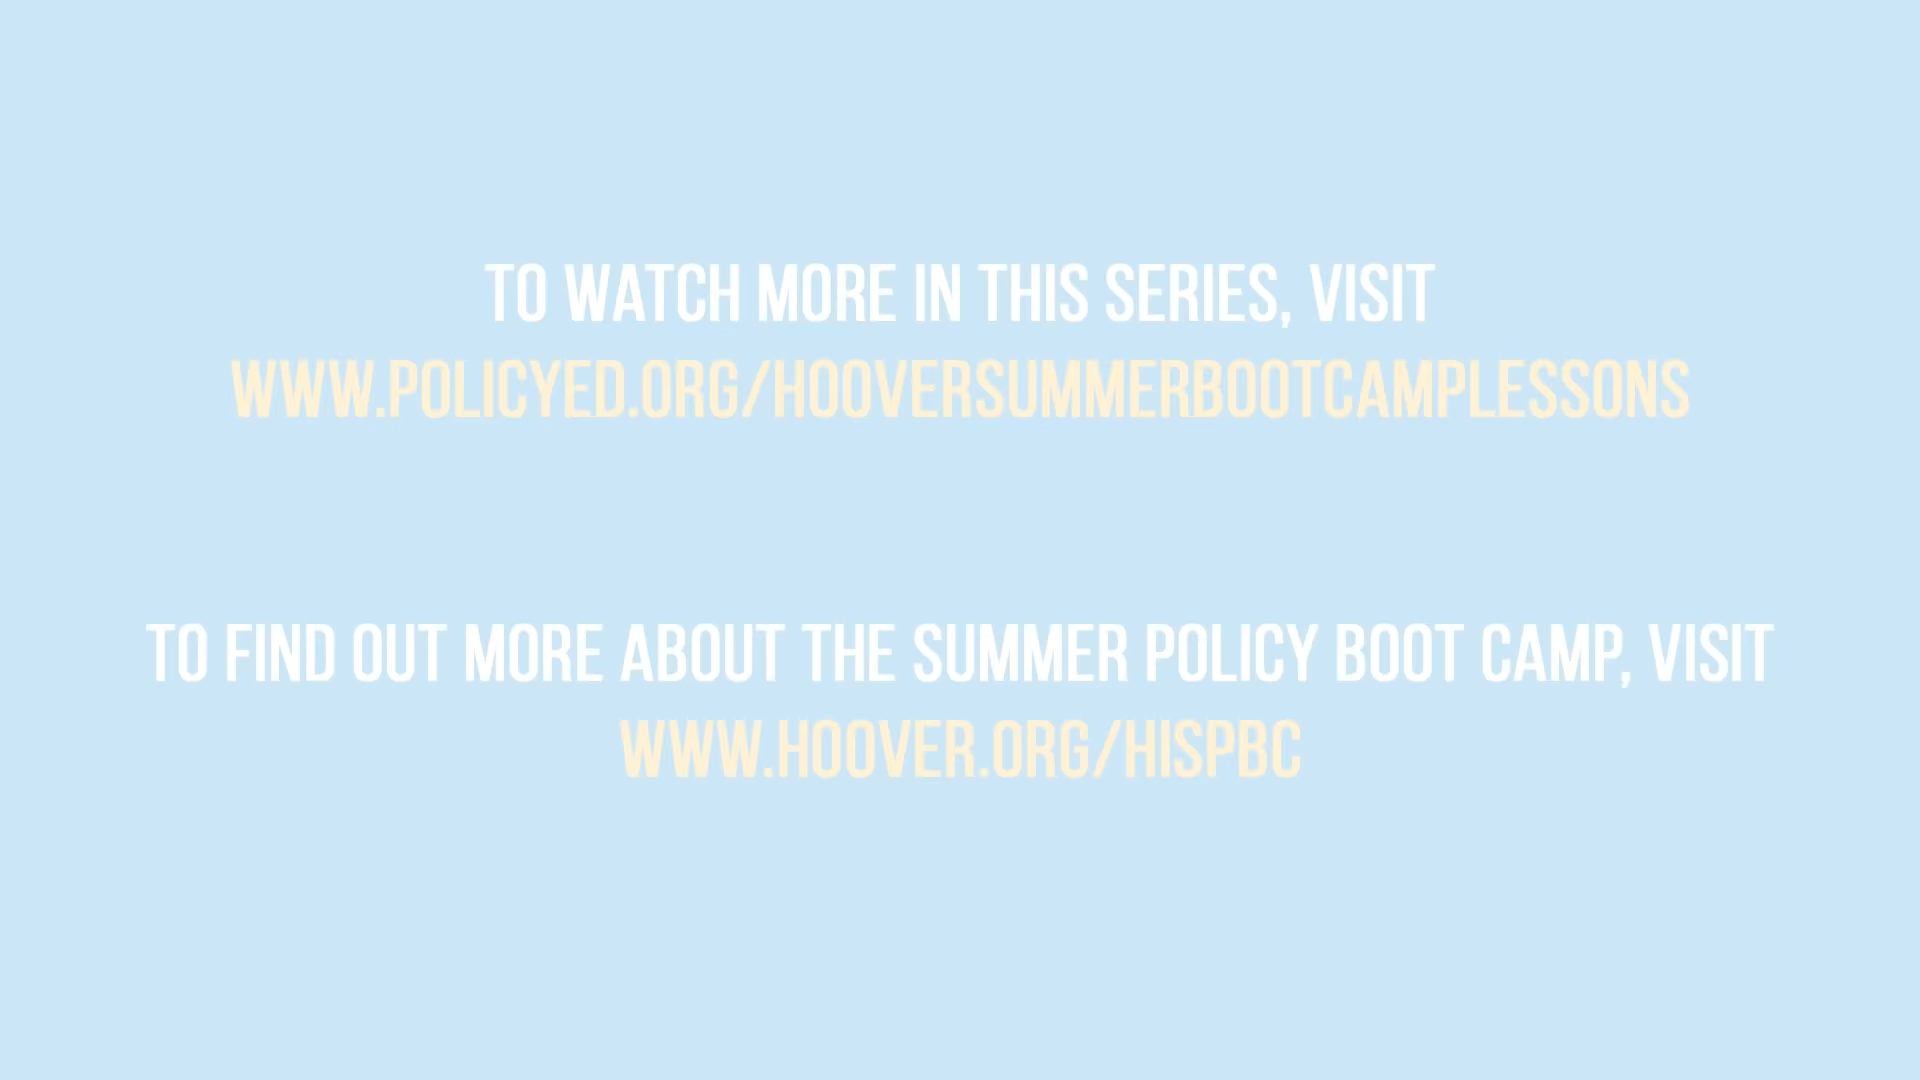 TO WATCH MORE IN THIS SERIES, VISIT
WWW.POLICYED.ORG/HOOVERSUMMERBOOTCAMPLESSONS
TO FIND OUT MORE ABOUT THE SUMMER POLICY BOOT CAMP, VISIT
WWW.HOOVER.ORG/HISPBC